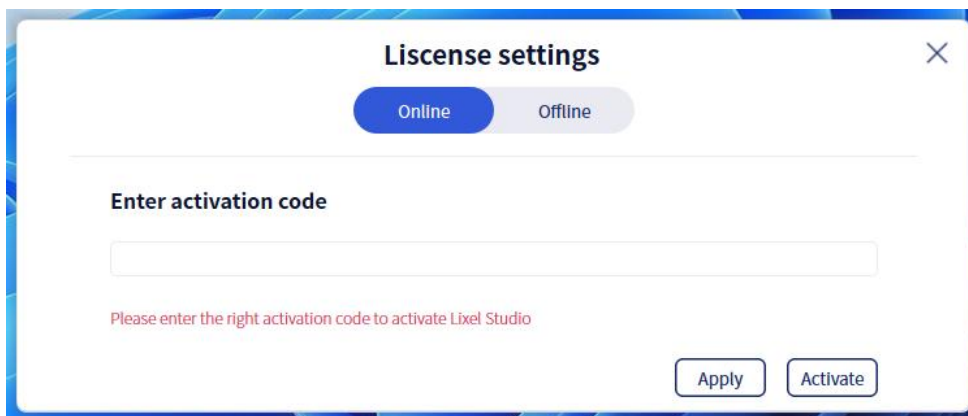 Liscense settings
Online Offline
Enter activation code
Please enter the right activation code to activate Lixel Studio
Apply Activate